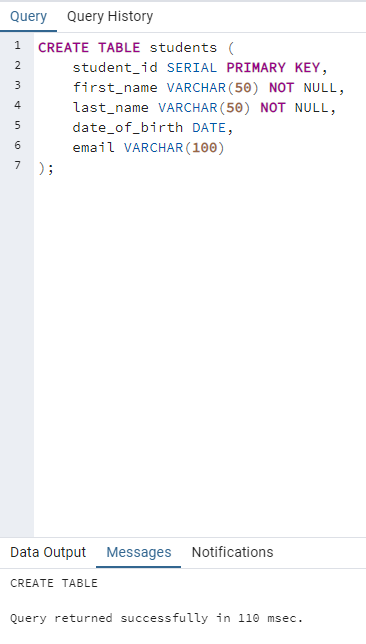 Query Query History
1 CREATE TABLE students (
2 student_id SERIAL PRIMARY KEY,
3 first_name VARCHAR(50) NOT NULL,
4 last_name VARCHAR(50) NOT NULL,
5 date_of_birth DATE,
6 email VARCHAR(100)
7 );
Data Output Messages Notifications
CREATE TABLE
Query returned successfully in 110 msec.